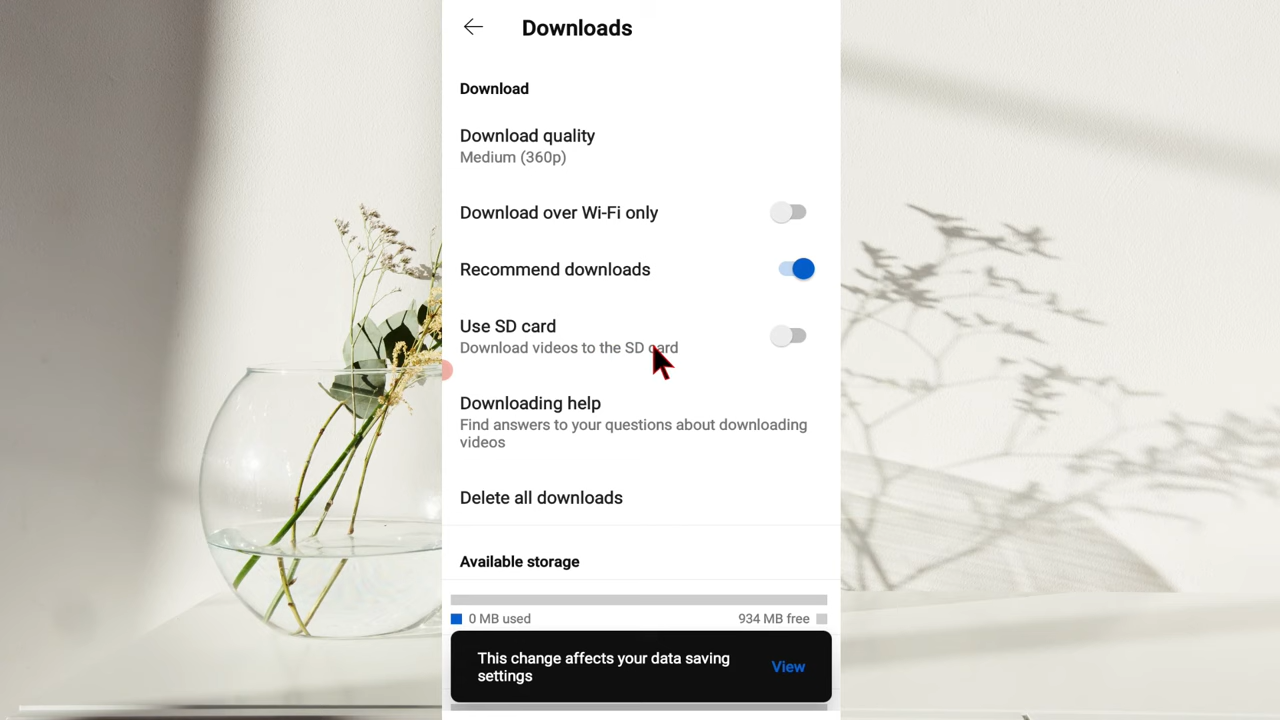 Downloads
Download
Download quality
Medium (360p)
Download over Wi-Fi only
Recommend downloads
Use SD card
Download videos to the SD card
Downloading help
Find answers to your questions about downloading
videos
Delete all downloads
Available storage
0 MB used 934 MB free
This change affects your data saving
settings
View